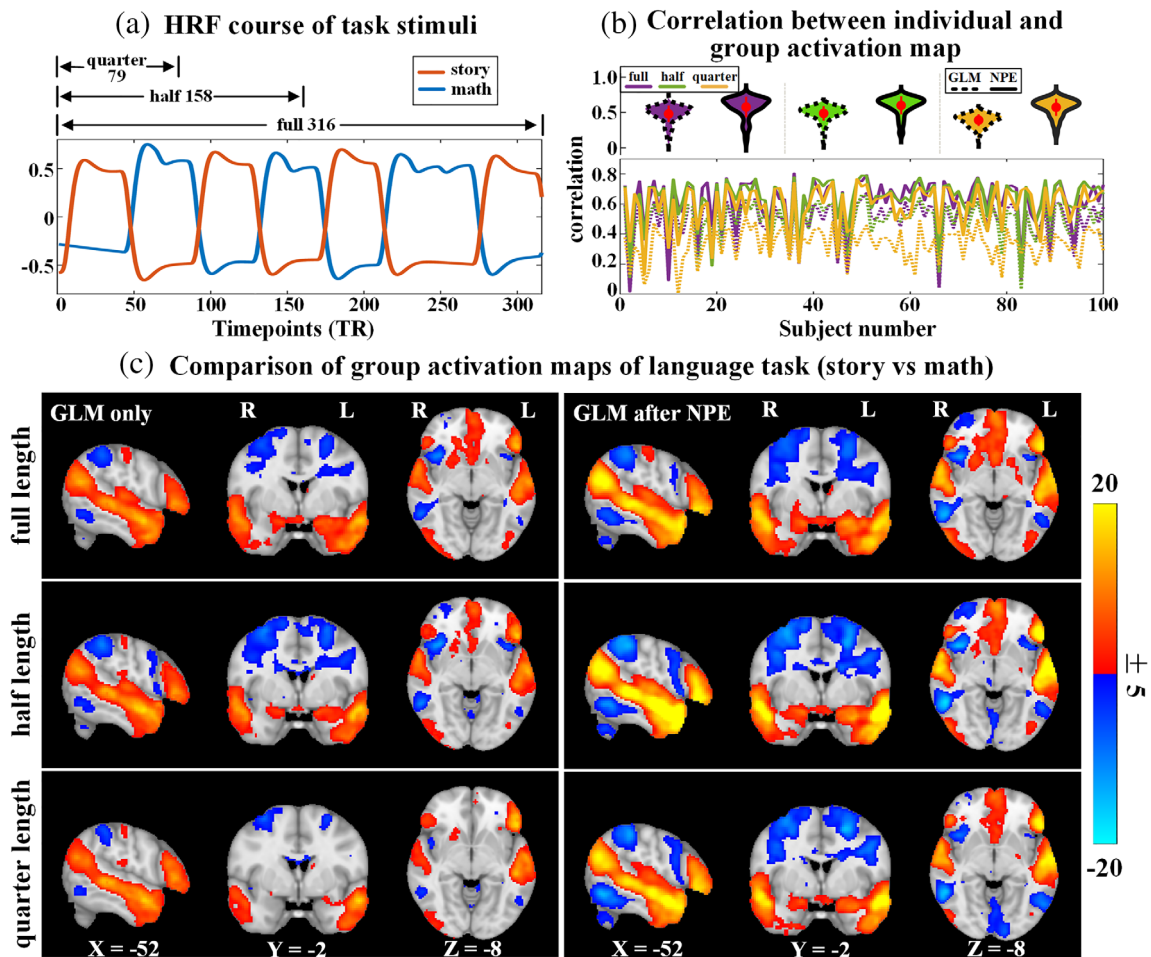 (a) HRF course of task stimuli
quarter
79
half 158
full 316
story
math
0.5
0
-0.5
0 50 100 150 200 250 300
Timepoints (TR)
(b) Correlation between individual and
group activation map
full half quarter
GLM NPE
1.0
0.5
0
correlation
0.8
0.6
0.4
0.2
0
0 20 40 60 80 100
Subject number
(c) Comparison of group activation maps of language task (story vs math)
GLM only R L R L
GLM after NPE R L R L
full length
half length
quarter length
X = -52 Y = -2 Z = -8
X = -52 Y = -2 Z = -8
20
± 5
-20